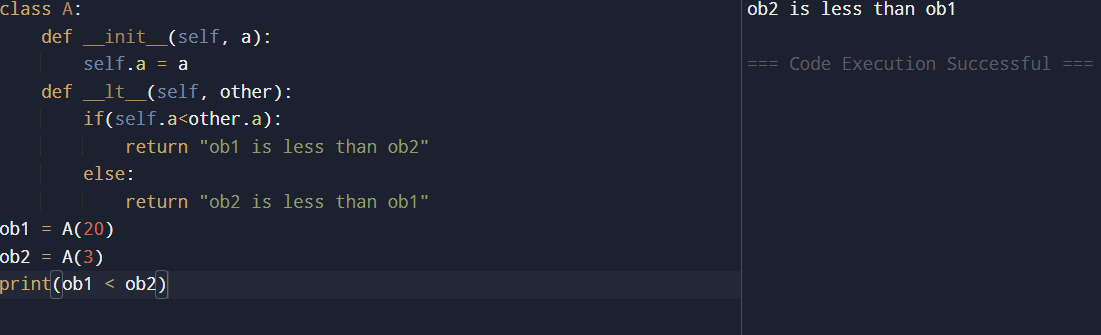 class A:
    def __init__(self, a):
        self.a = a
    def __lt__(self, other):
        if(self.a<other.a):
            return "ob1 is less than ob2"
        else:
            return "ob2 is less than ob1"
ob1 = A(20)
ob2 = A(3)
print(ob1 < ob2)
ob2 is less than ob1
=== Code Execution Successful ===